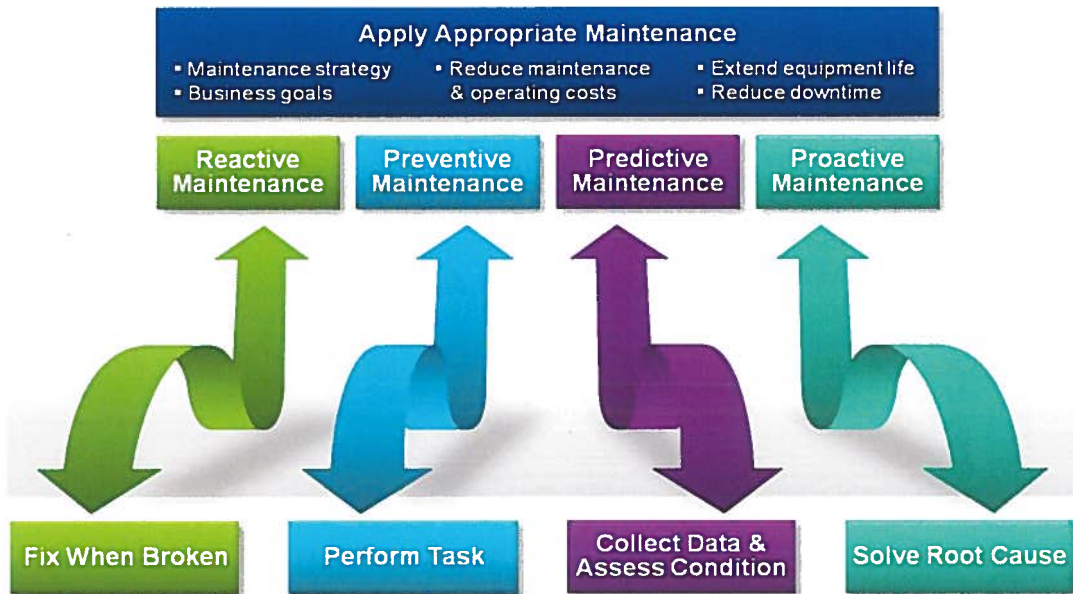 Apply Appropriate Maintenance
▪ Maintenance strategy
▪ Business goals
▪ Reduce maintenance
& operating costs
▪ Extend equipment life
▪ Reduce downtime
Reactive
Maintenance
Preventive
Maintenance
Predictive
Maintenance
Proactive
Maintenance
Fix When Broken
Perform Task
Collect Data &
Assess Condition
Solve Root Cause